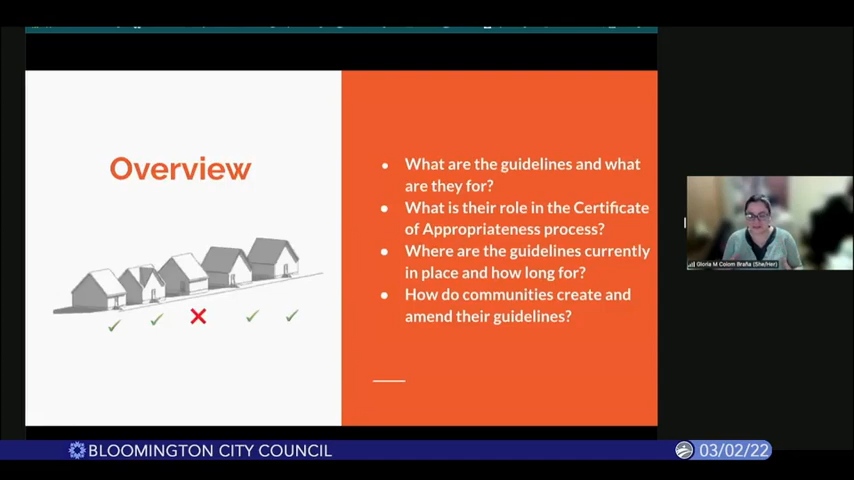 Overview
● What are the guidelines and what
are they for?
● What is their role in the Certificate
of Appropriateness process?
● Where are the guidelines currently
in place and how long for?
● How do communities create and
amend their guidelines?
Gloria M Colom Braña (She/Her)
BLOOMINGTON CITY COUNCIL
03/02/22